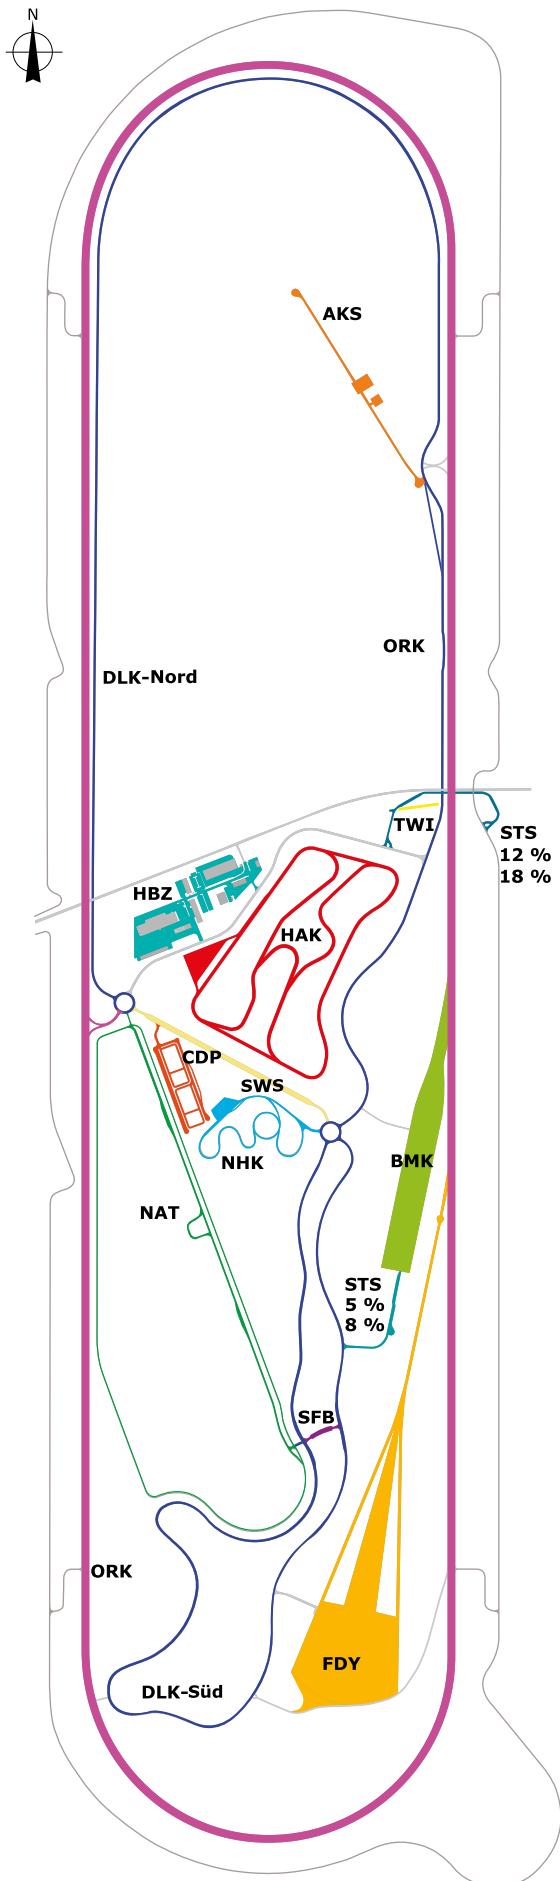 N
AKS
ORK
DLK-Nord
TWI
STS
12 %
18 %
HBZ
HAK
CDP
SWS
NHK
BMK
NAT
STS
5 %
8 %
SFB
ORK
FDY
DLK-Süd